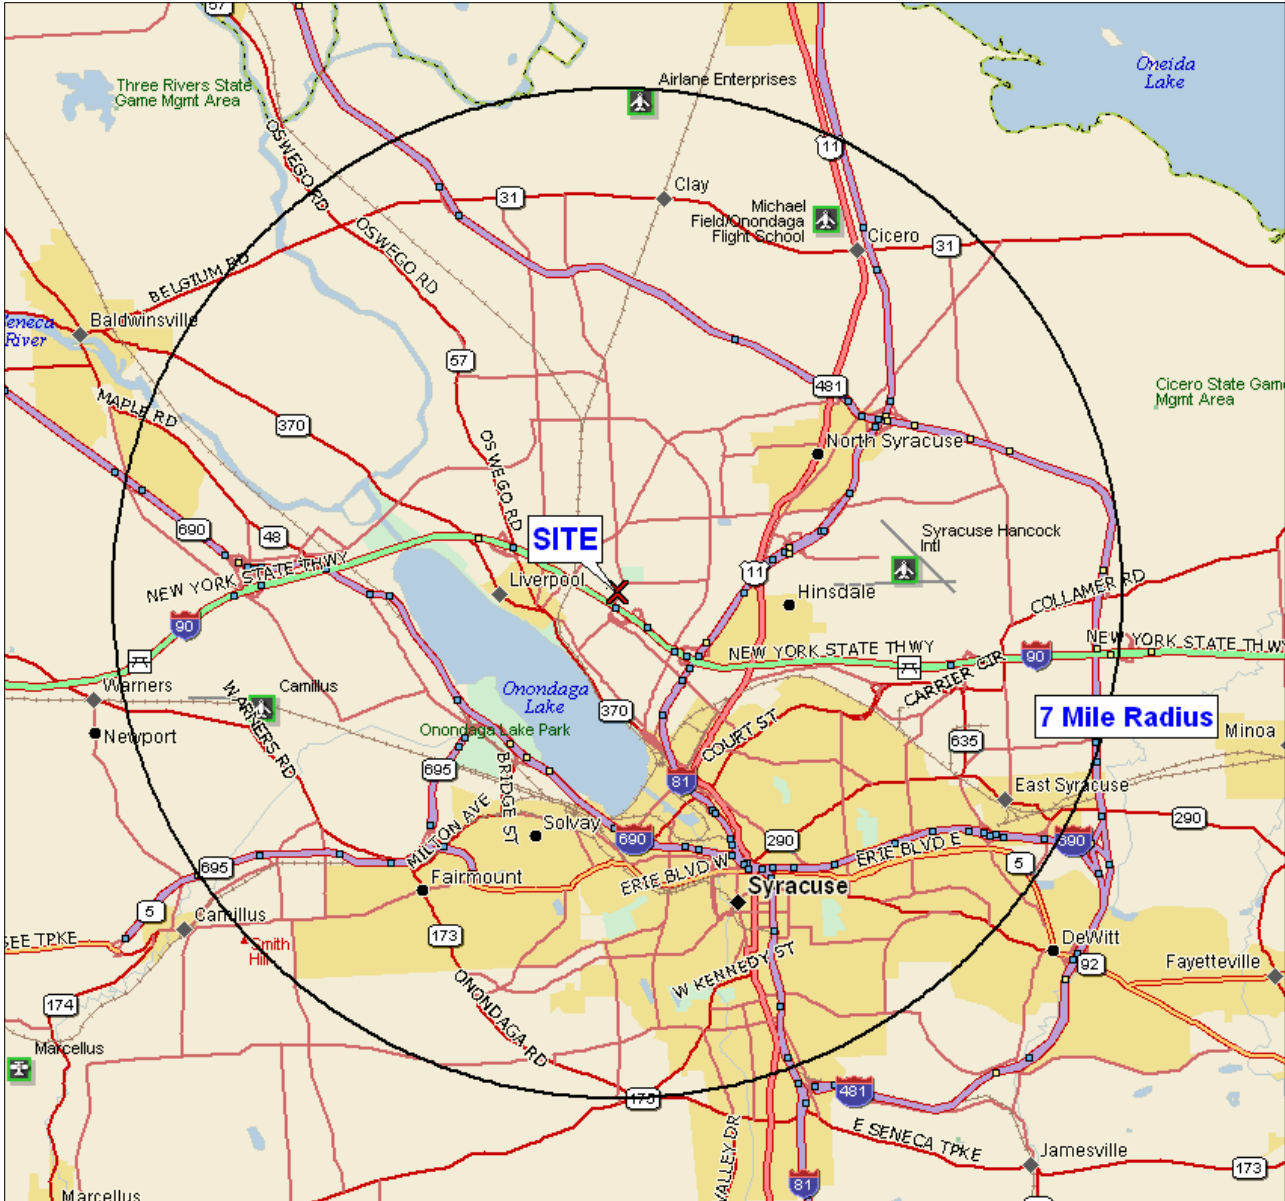 57
Airlane Enterprises
Oneida
Lake
Three Rivers State
Game Mgmt Area
OSWEGO RD
11
31
Clay
Michael
Field/Onondaga
Flight School
Cicero
31
OSWEGO RD
BELGIUM RD
Baldwinsville
River
57
481
Cicero State Game
Mgmt Area
MAPLE RD
370
OSWEGO RD
North Syracuse
690
48
SITE
Syracuse Hancock
Intl
NEW YORK STATE THWY
Liverpool
11
Hinsdale
COLLAMER RD
90
NEW YORK STATE THWY
90
NEW YORK STATE THW
Warners
WARNERS RD
Camillus
Onondaga
Lake
370
CARRIER CIR
7 Mile Radius
Newport
Onondaga Lake Park
COURT ST
635
Minoa
695
BRIDGE ST
81
East Syracuse
MILTON AVE
Solvay
690
290
ERIE BLVD E
690
290
695
Fairmount
ERIE BLVD W
Syracuse
5
5
Camillus
173
DeWitt
SEE TPKE
Smith
Hill
W KENNEDY ST
92
Fayetteville
174
ONONDAGA RD
Marcellus
175
481
VALLEY DR
E SENECA TPKE
Jamesville
173
81
Marcellus